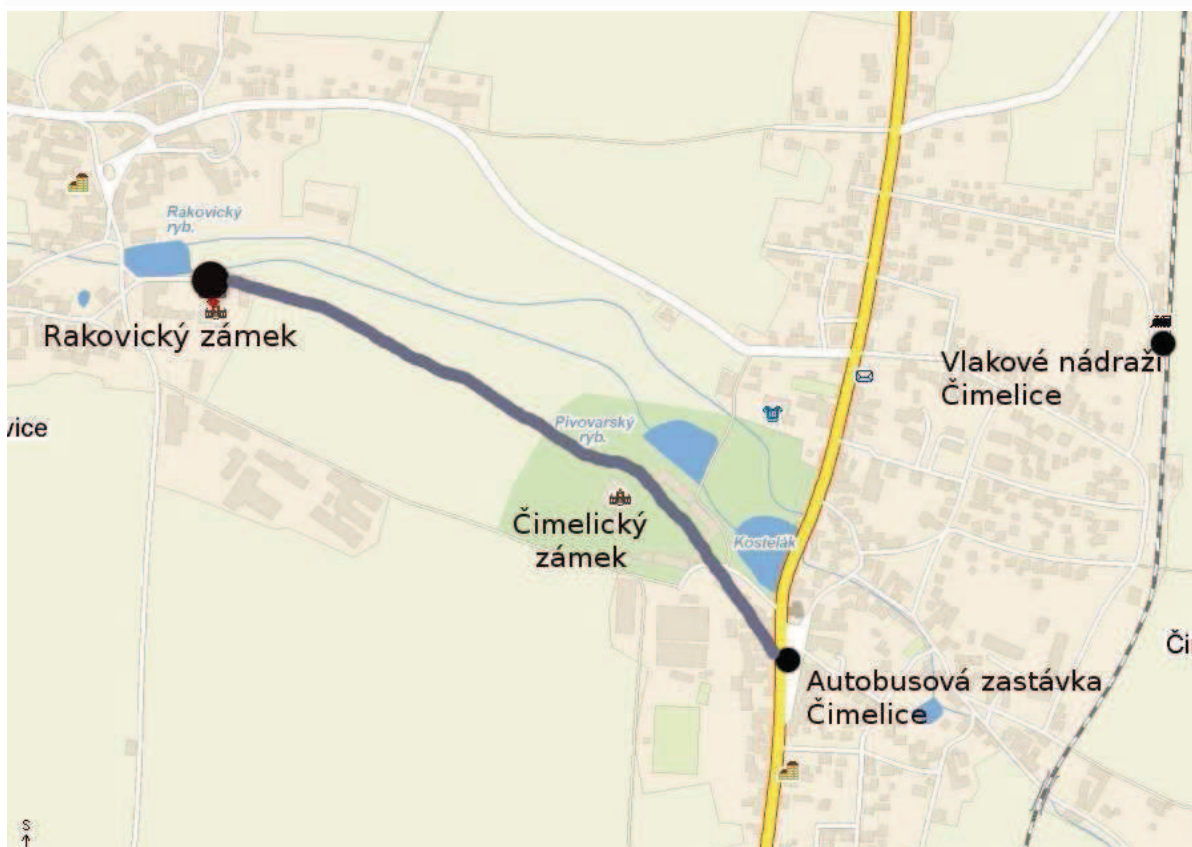 Rakovický
ryb.
Rakovický zámek
Vlakové nádraží
Čimelice
vice
Pivovarský
ryb.
Čimelický
zámek
Kostelák
Či
Autobusová zastávka
Čimelice
S